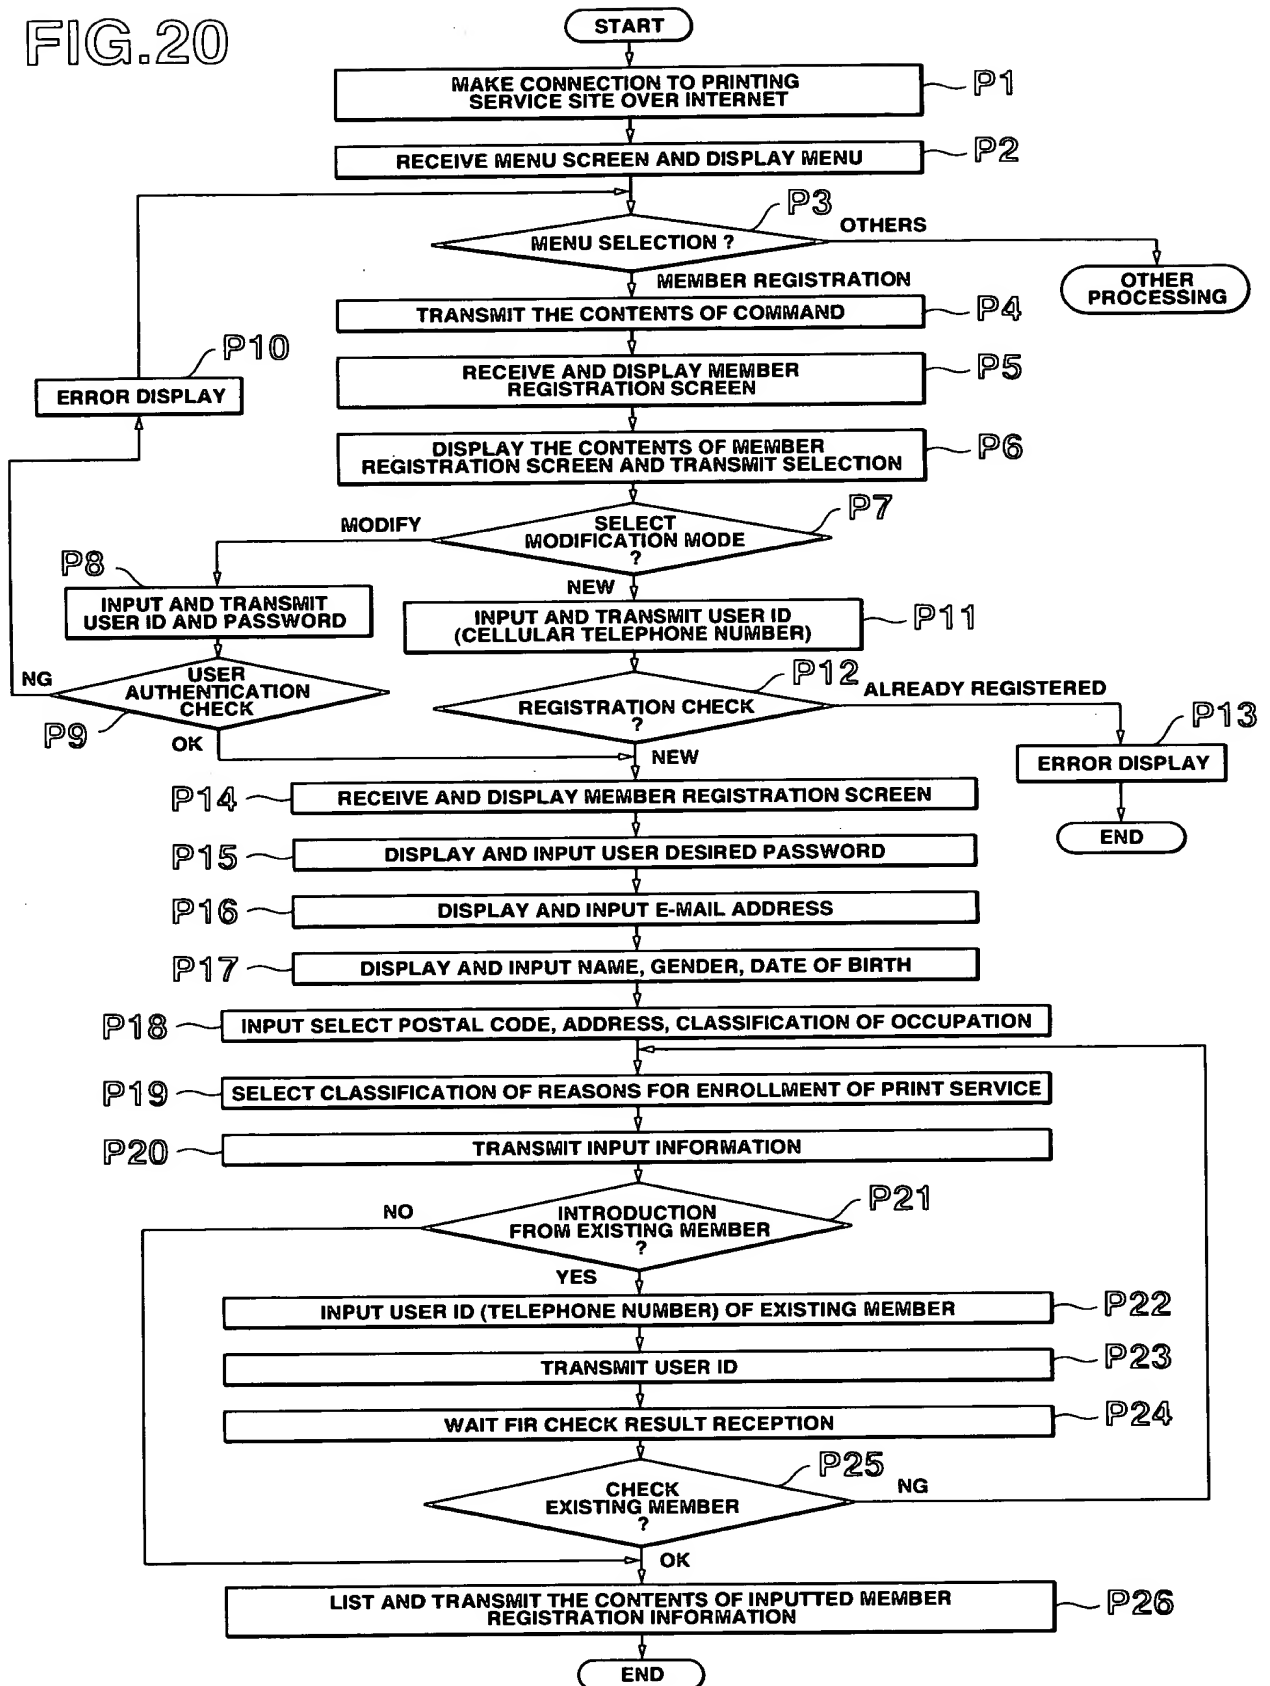 FIG.20
START
MAKE CONNECTION TO PRINTING
SERVICE SITE OVER INTERNET
P1
RECEIVE MENU SCREEN AND DISPLAY MENU
P2
P3
MENU SELECTION ?
OTHERS
OTHER
PROCESSING
MEMBER REGISTRATION
TRANSMIT THE CONTENTS OF COMMAND
P4
P10
ERROR DISPLAY
RECEIVE AND DISPLAY MEMBER
REGISTRATION SCREEN
P5
DISPLAY THE CONTENTS OF MEMBER
REGISTRATION SCREEN AND TRANSMIT SELECTION
P6
P7
SELECT
MODIFICATION MODE
?
MODIFY
NEW
P8
INPUT AND TRANSMIT
USER ID AND PASSWORD
INPUT AND TRANSMIT USER ID
(CELLULAR TELEPHONE NUMBER)
P11
NG
USER
AUTHENTICATION
CHECK
P9
OK
P12
REGISTRATION CHECK
?
ALREADY REGISTERED
P13
ERROR DISPLAY
END
NEW
P14
RECEIVE AND DISPLAY MEMBER REGISTRATION SCREEN
P15
DISPLAY AND INPUT USER DESIRED PASSWORD
P16
DISPLAY AND INPUT E-MAIL ADDRESS
P17
DISPLAY AND INPUT NAME, GENDER, DATE OF BIRTH
P18
INPUT SELECT POSTAL CODE, ADDRESS, CLASSIFICATION OF OCCUPATION
P19
SELECT CLASSIFICATION OF REASONS FOR ENROLLMENT OF PRINT SERVICE
P20
TRANSMIT INPUT INFORMATION
P21
INTRODUCTION
FROM EXISTING MEMBER
?
NO
YES
INPUT USER ID (TELEPHONE NUMBER) OF EXISTING MEMBER
P22
TRANSMIT USER ID
P23
WAIT FIR CHECK RESULT RECEPTION
P24
P25
CHECK
EXISTING MEMBER
?
NG
OK
LIST AND TRANSMIT THE CONTENTS OF INPUTTED MEMBER
REGISTRATION INFORMATION
P26
END